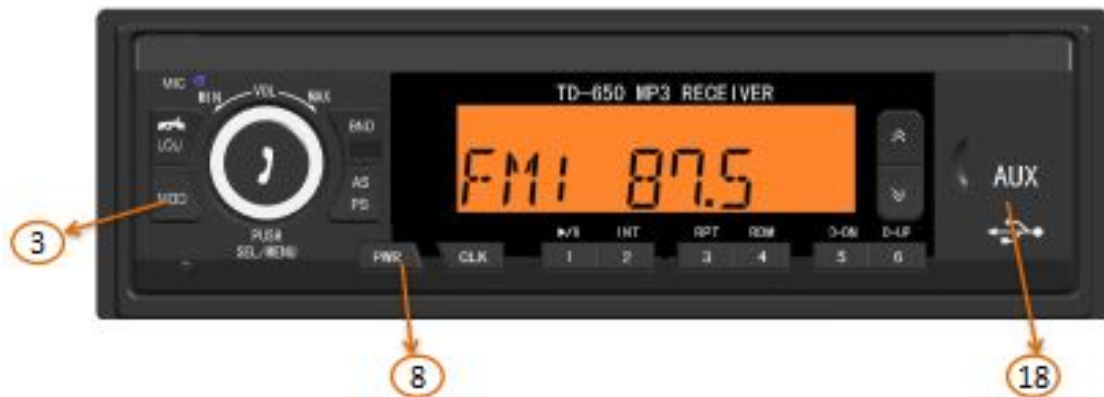 TD-650 MP3 RECEIVER
MIC
MIN VOL MAX
LOU
BND
FM1 87.5
MOD
AS
PS
AUX
3
PUSH
SEL/MENU
PWR
CLK
INT
RPT
RDM
D-DN
D-UP
1
2
3
4
5
6
8
18